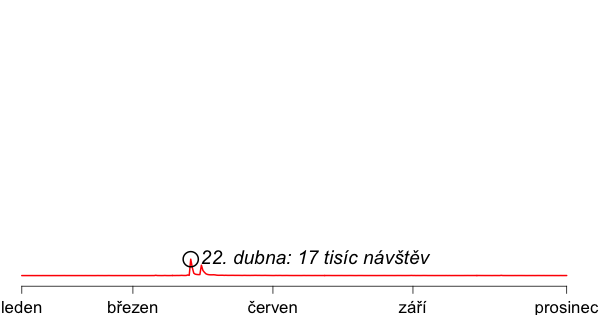 22. dubna: 17 tisíc návštěv
leden březen červen září prosinec